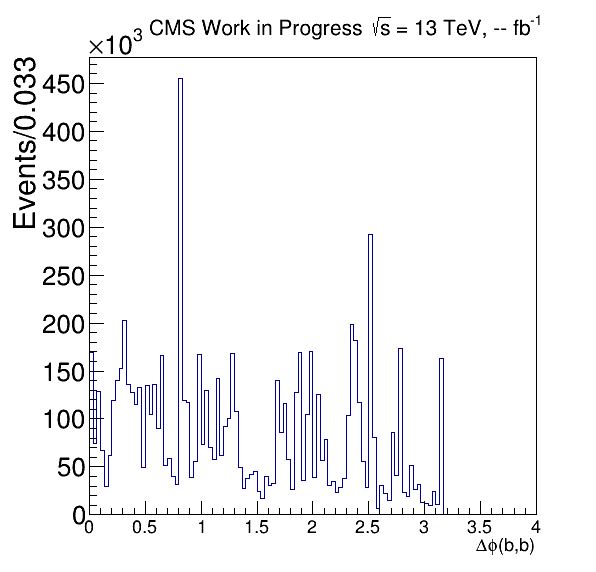 ×10³ CMS Work in Progress √s = 13 TeV, -- fb⁻¹
Events/0.033
450
400
350
300
250
200
150
100
50
0
0 0.5 1 1.5 2 2.5 3 3.5 4
Δϕ(b,b)